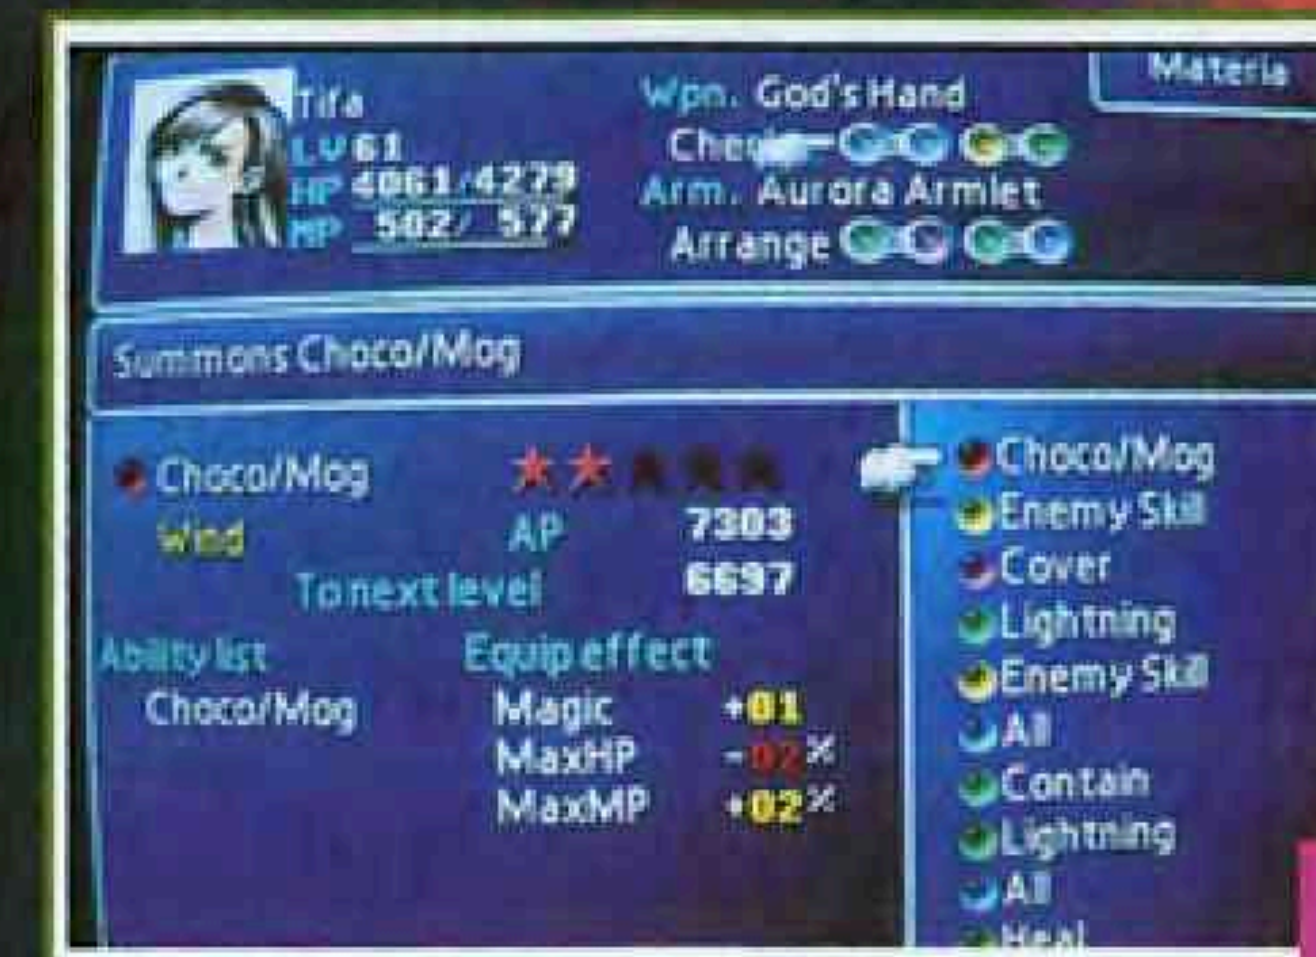 Materia
Tifa
LV 61
HP 4061/4279
MP 502/ 577
Wpn. God's Hand
Check
Arm. Aurora Armlet
Arrange
Summons Choco/Mog
Choco/Mog
Wind
AP 7303
To next level 6697
Ability list
Choco/Mog
Equip effect
Magic +01
MaxHP -02%
MaxMP +02%
Choco/Mog
Enemy Skill
Cover
Lightning
Enemy Skill
All
Contain
Lightning
All
Heal